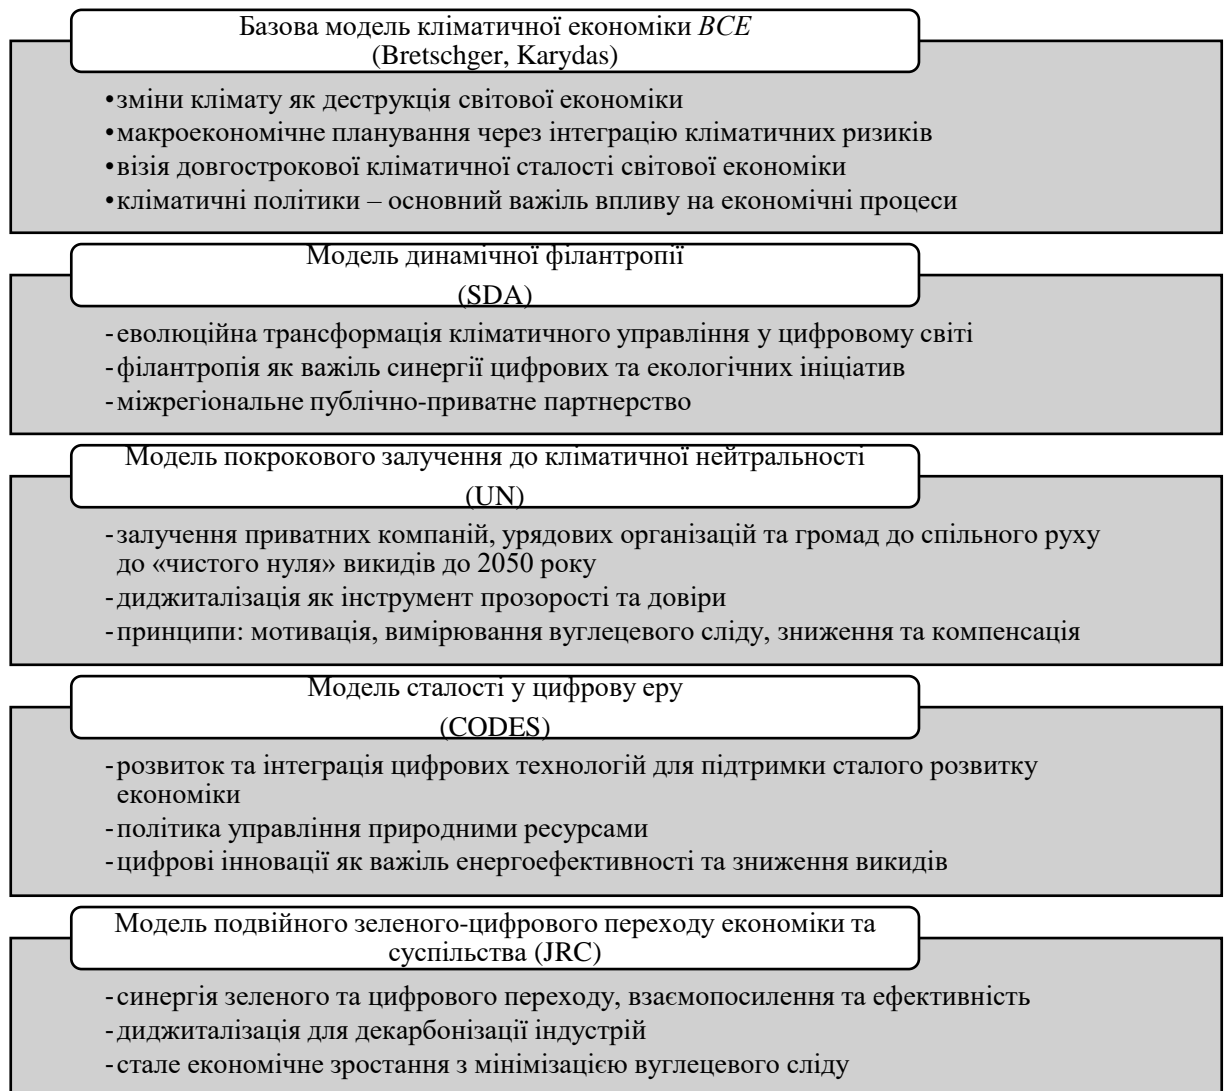 Базова модель кліматичної економіки BCE
(Bretschger, Karydas)
•зміни клімату як деструкція світової економіки
•макроекономічне планування через інтеграцію кліматичних ризиків
•візія довгострокової кліматичної сталості світової економіки
•кліматичні політики – основний важіль впливу на економічні процеси
Модель динамічної філантропії
(SDA)
-еволюційна трансформація кліматичного управління у цифровому світі
-філантропія як важіль синергії цифрових та екологічних ініціатив
-міжрегіональне публічно-приватне партнерство
Модель покрокового залучення до кліматичної нейтральності
(UN)
-залучення приватних компаній, урядових організацій та громад до спільного руху
до «чистого нуля» викидів до 2050 року
-диджиталізація як інструмент прозорості та довіри
-принципи: мотивація, вимірювання вуглецевого сліду, зниження та компенсація
Модель сталості у цифрову еру
(CODES)
-розвиток та інтеграція цифрових технологій для підтримки сталого розвитку
економіки
-політика управління природними ресурсами
-цифрові інновації як важіль енергоефективності та зниження викидів
Модель подвійного зеленого-цифрового переходу економіки та
суспільства (JRC)
-синергія зеленого та цифрового переходу, взаємопосилення та ефективність
-диджиталізація для декарбонізації індустрій
-стале економічне зростання з мінімізацією вуглецевого сліду